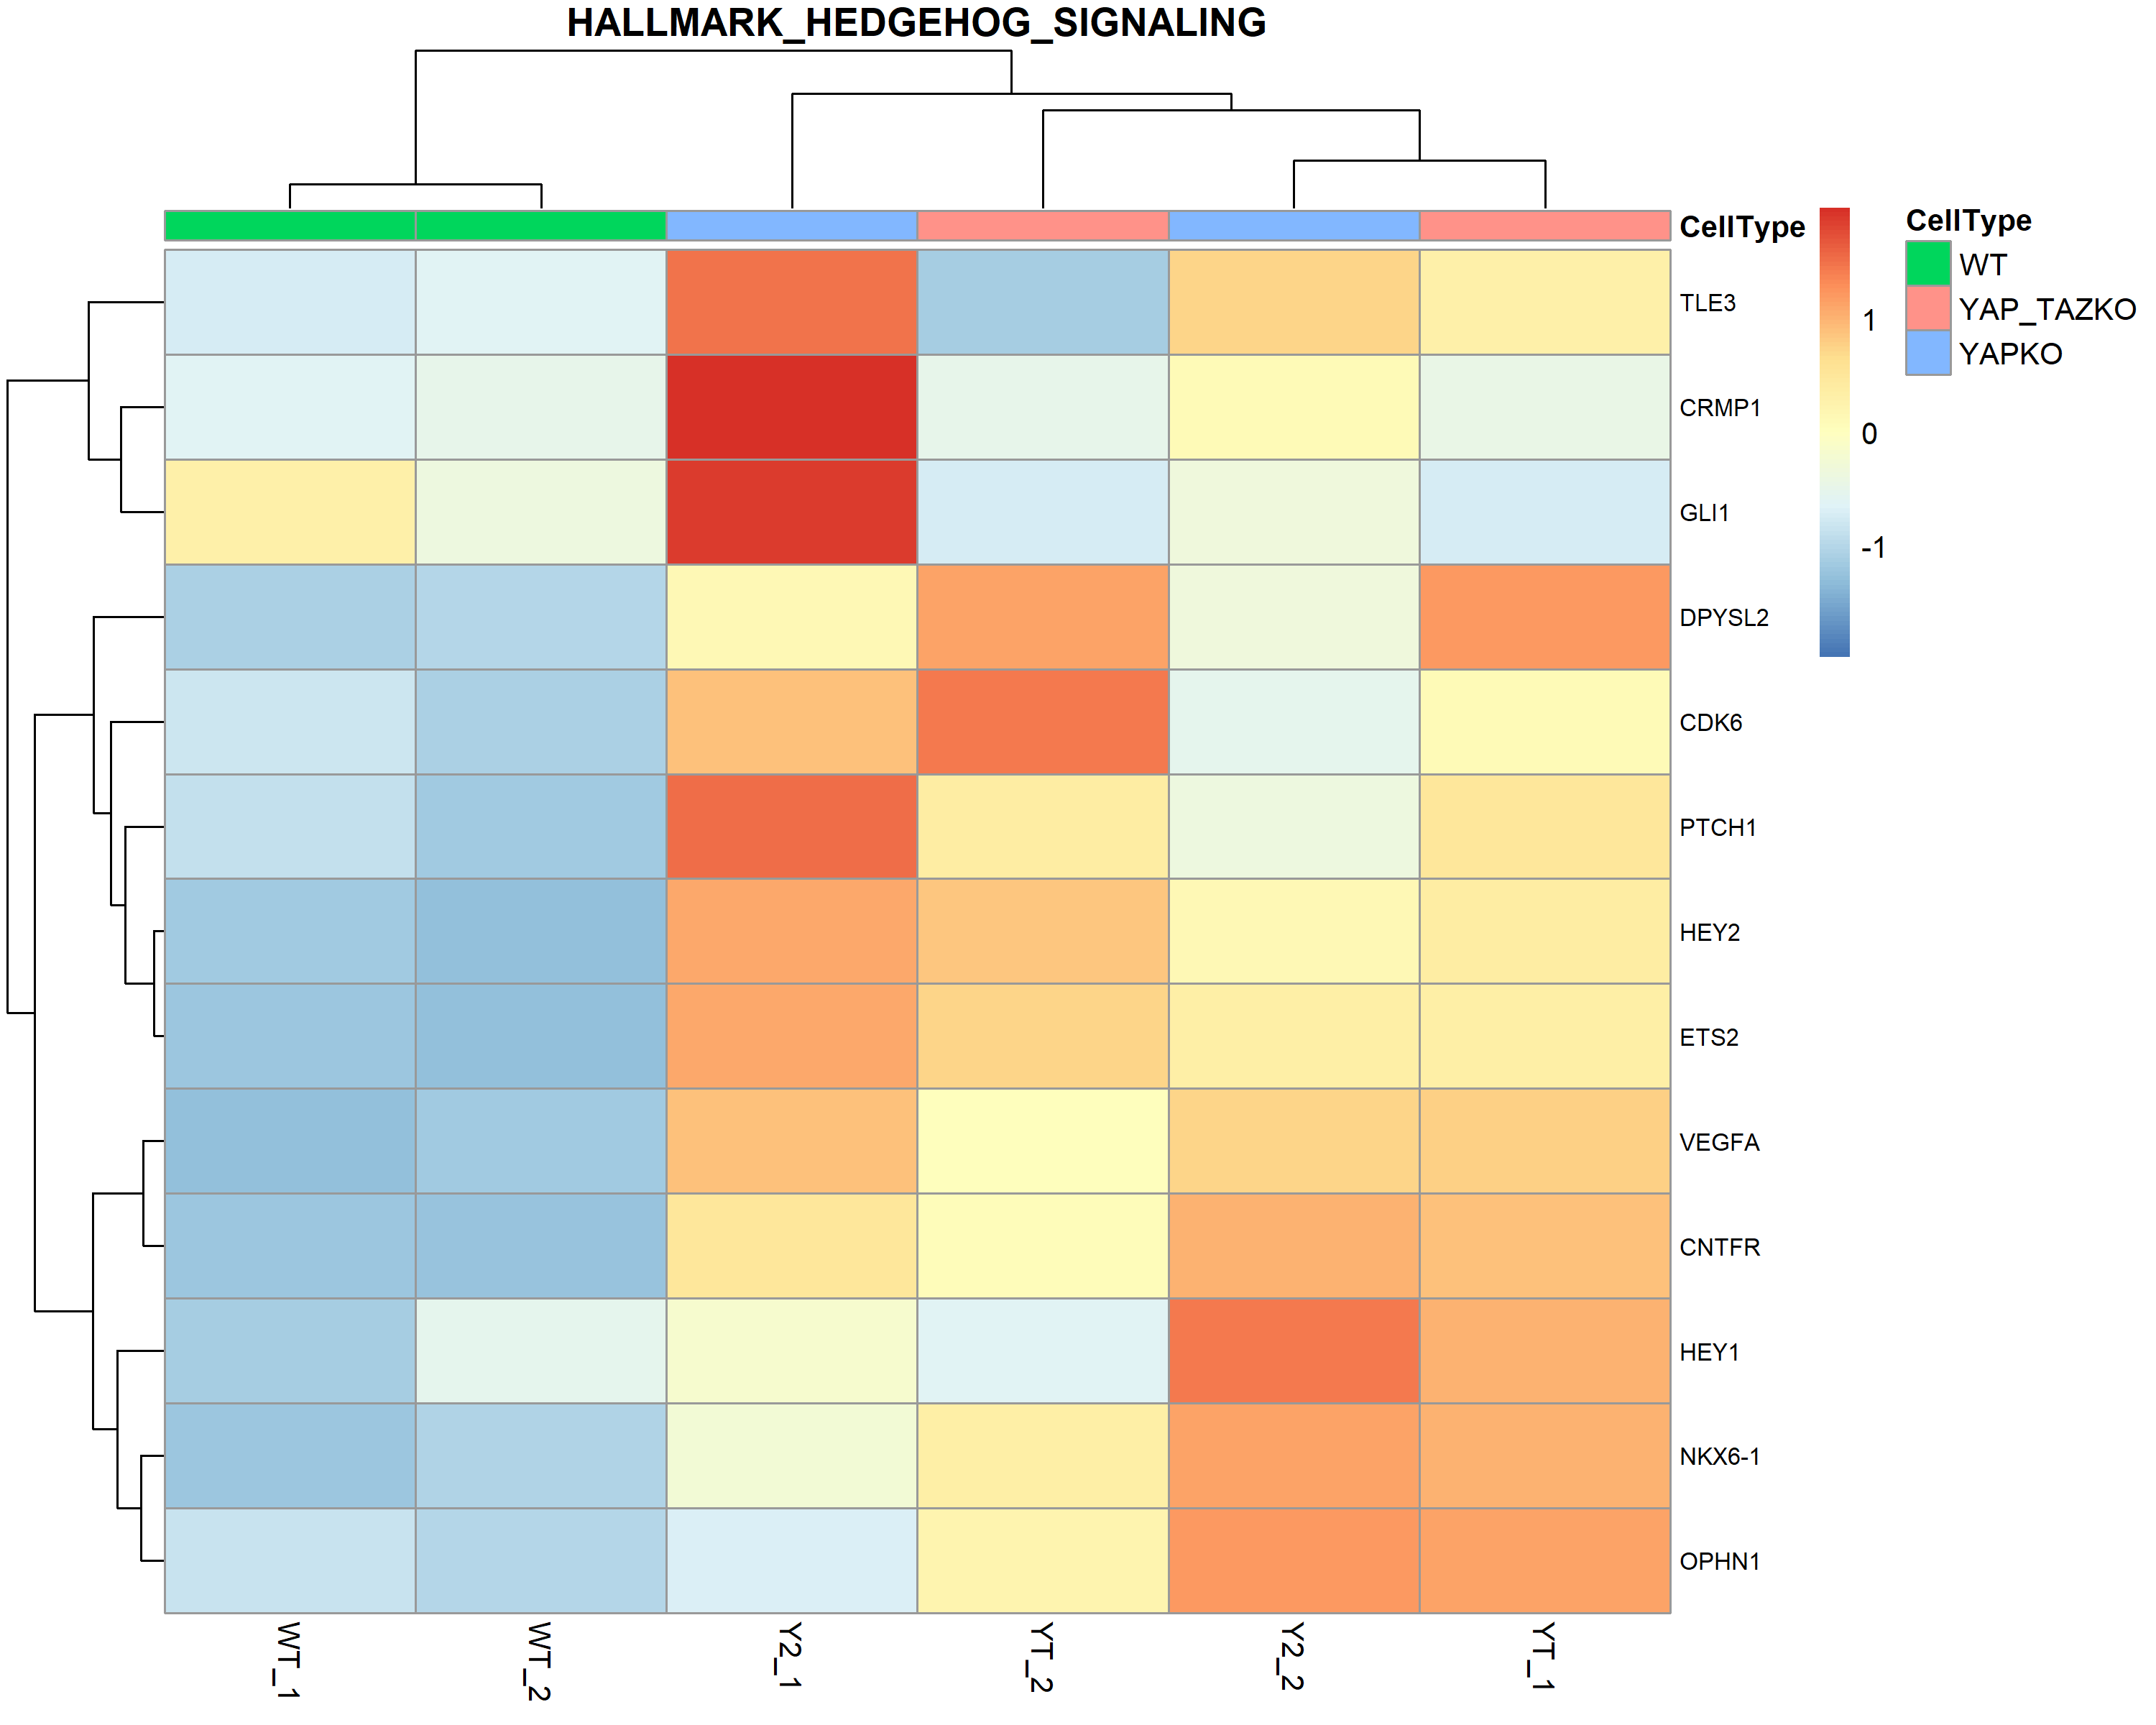 HALLMARK_HEDGEHOG_SIGNALING
CellType
CellType
WT
YAP_TAZKO
YAPKO
1
0
-1
TLE3
CRMP1
GLI1
DPYSL2
CDK6
PTCH1
HEY2
ETS2
VEGFA
CNTFR
HEY1
NKX6-1
OPHN1
WT_1
WT_2
Y2_1
YT_2
Y2_2
YT_1